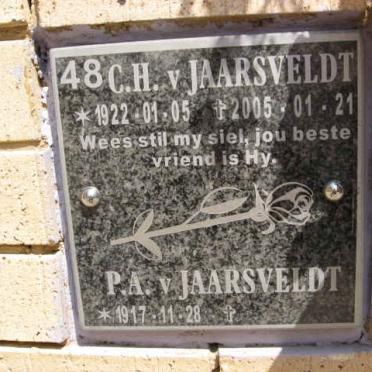 48 C.H. v JAARSVELDT
* 1922·01·05 ✝ 2005·01·21
Wees stil my siel, jou beste
vriend is Hy.
P.A. v JAARSVELDT
* 1917·11·28 ✝